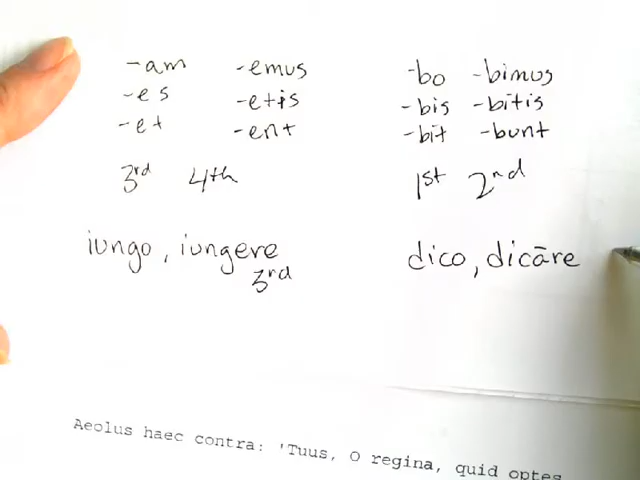 -am -emus -bo -bimus
-es -etis -bis -bitis
-et -ent -bit -bunt
3rd 4th 1st 2nd
iungo, iungere dico, dicāre
3rd
Aeolus haec contra: 'Tuus, O regina, quid optes